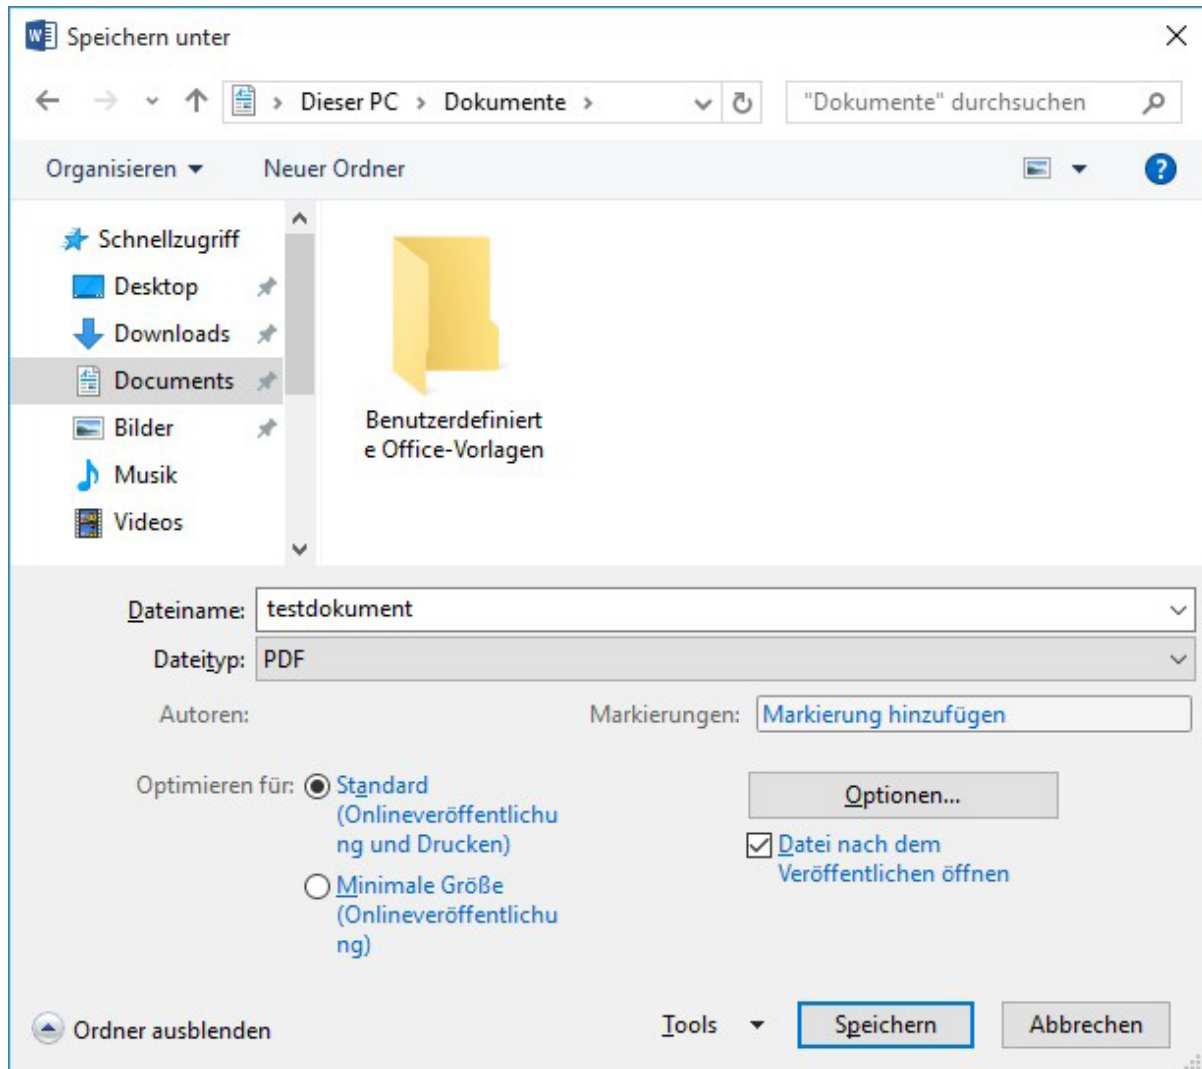 Speichern unter
Dieser PC > Dokumente > "Dokumente" durchsuchen
Organisieren Neuer Ordner ?
Schnellzugriff
Desktop
Downloads
Documents
Bilder
Musik
Videos
Benutzerdefiniert
e Office-Vorlagen
Dateiname: testdokument
Dateityp: PDF
Autoren: Markierungen: Markierung hinzufügen
Optimieren für: Standard
(Onlineveröffentlichu
ng und Drucken)
Minimale Größe
(Onlineveröffentlichu
ng)
Optionen...
Datei nach dem
Veröffentlichen öffnen
Ordner ausblenden Tools Speichern Abbrechen